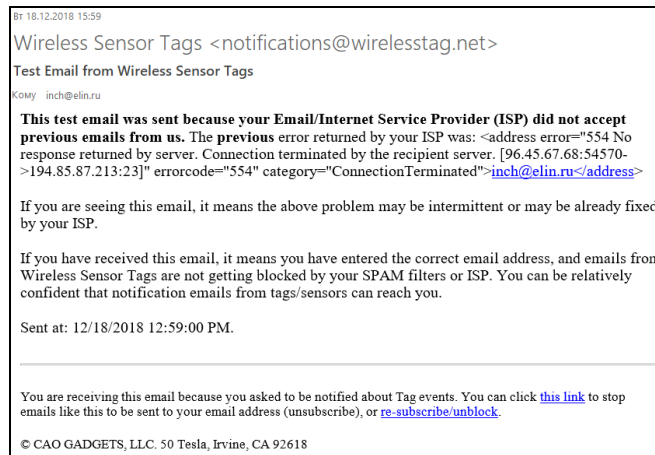 Вт 18.12.2018 15:59
Wireless Sensor Tags <notifications@wirelesstag.net>
Test Email from Wireless Sensor Tags
Кому inch@elin.ru
This test email was sent because your Email/Internet Service Provider (ISP) did not accept
previous emails from us. The previous error returned by your ISP was: <address error="554 No
response returned by server. Connection terminated by the recipient server. [96.45.67.68:54570-
>194.85.87.213:23]" errorcode="554" category="ConnectionTerminated">inch@elin.ru</address>
If you are seeing this email, it means the above problem may be intermittent or may be already fixed
by your ISP.
If you have received this email, it means you have entered the correct email address, and emails from
Wireless Sensor Tags are not getting blocked by your SPAM filters or ISP. You can be relatively
confident that notification emails from tags/sensors can reach you.
Sent at: 12/18/2018 12:59:00 PM.
You are receiving this email because you asked to be notified about Tag events. You can click this link to stop
emails like this to be sent to your email address (unsubscribe), or re-subscribe/unblock.
© CAO GADGETS, LLC. 50 Tesla, Irvine, CA 92618